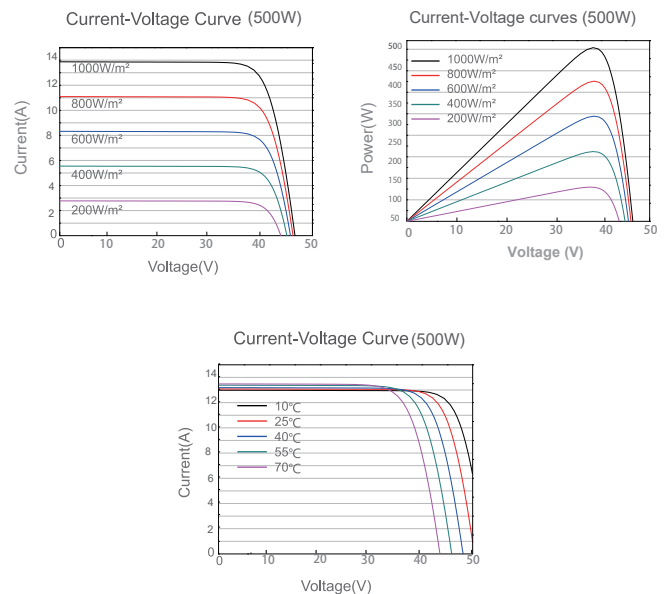 Current-Voltage Curve (500W)
14
12
10
8
6
4
2
0
1000W/m²
800W/m²
600W/m²
400W/m²
200W/m²
Current(A)
0 10 20 30 40 50
Voltage(V)
Current-Voltage curves (500W)
500
450
400
350
300
250
200
150
100
50
1000W/m²
800W/m²
600W/m²
400W/m²
200W/m²
Power(W)
0 10 20 30 40 50
Voltage (V)
Current-Voltage Curve (500W)
14
12
10
8
6
4
2
0
10℃
25℃
40℃
55℃
70℃
Current(A)
0 10 20 30 40 50
Voltage(V)